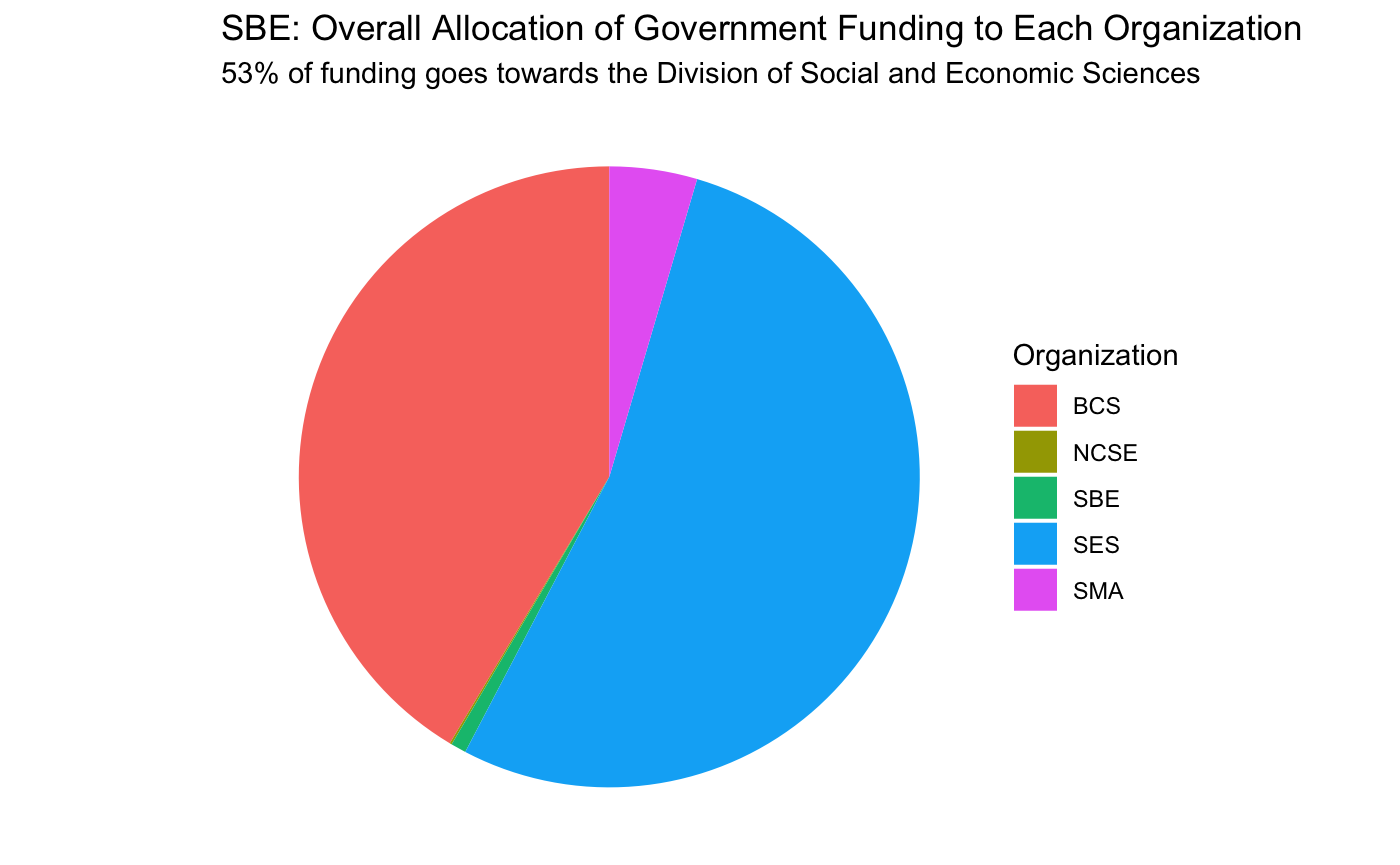 SBE: Overall Allocation of Government Funding to Each Organization
53% of funding goes towards the Division of Social and Economic Sciences
Organization
BCS
NCSE
SBE
SES
SMA